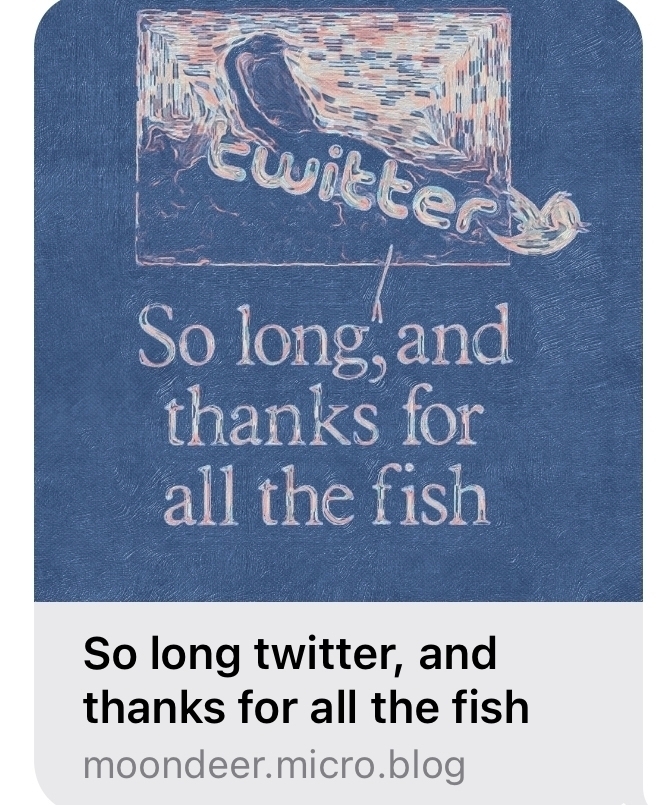 twitter
So long, and
thanks for
all the fish
So long twitter, and
thanks for all the fish
moondeer.micro.blog